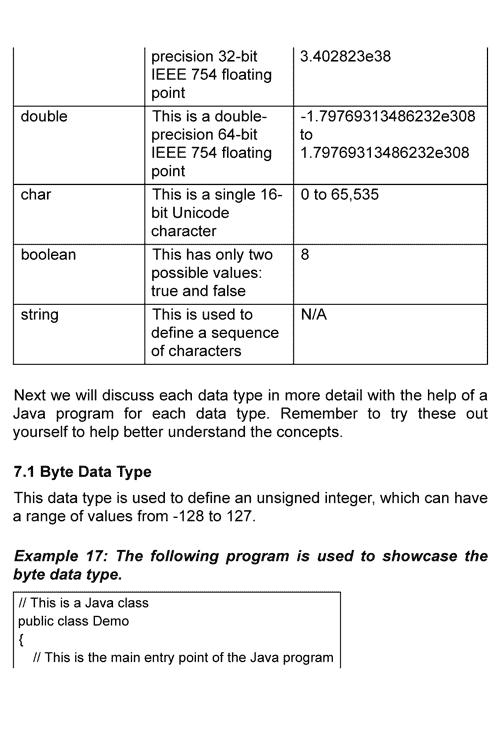 precision 32-bit 3.402823e38
IEEE 754 floating
point
double This is a double- -1.79769313486232e308
precision 64-bit to
IEEE 754 floating 1.79769313486232e308
point
char This is a single 16- 0 to 65,535
bit Unicode
character
boolean This has only two 8
possible values:
true and false
string This is used to N/A
define a sequence
of characters
Next we will discuss each data type in more detail with the help of a
Java program for each data type. Remember to try these out
yourself to help better understand the concepts.
7.1 Byte Data Type
This data type is used to define an unsigned integer, which can have
a range of values from -128 to 127.
Example 17: The following program is used to showcase the
byte data type.
// This is a Java class
public class Demo
{
// This is the main entry point of the Java program